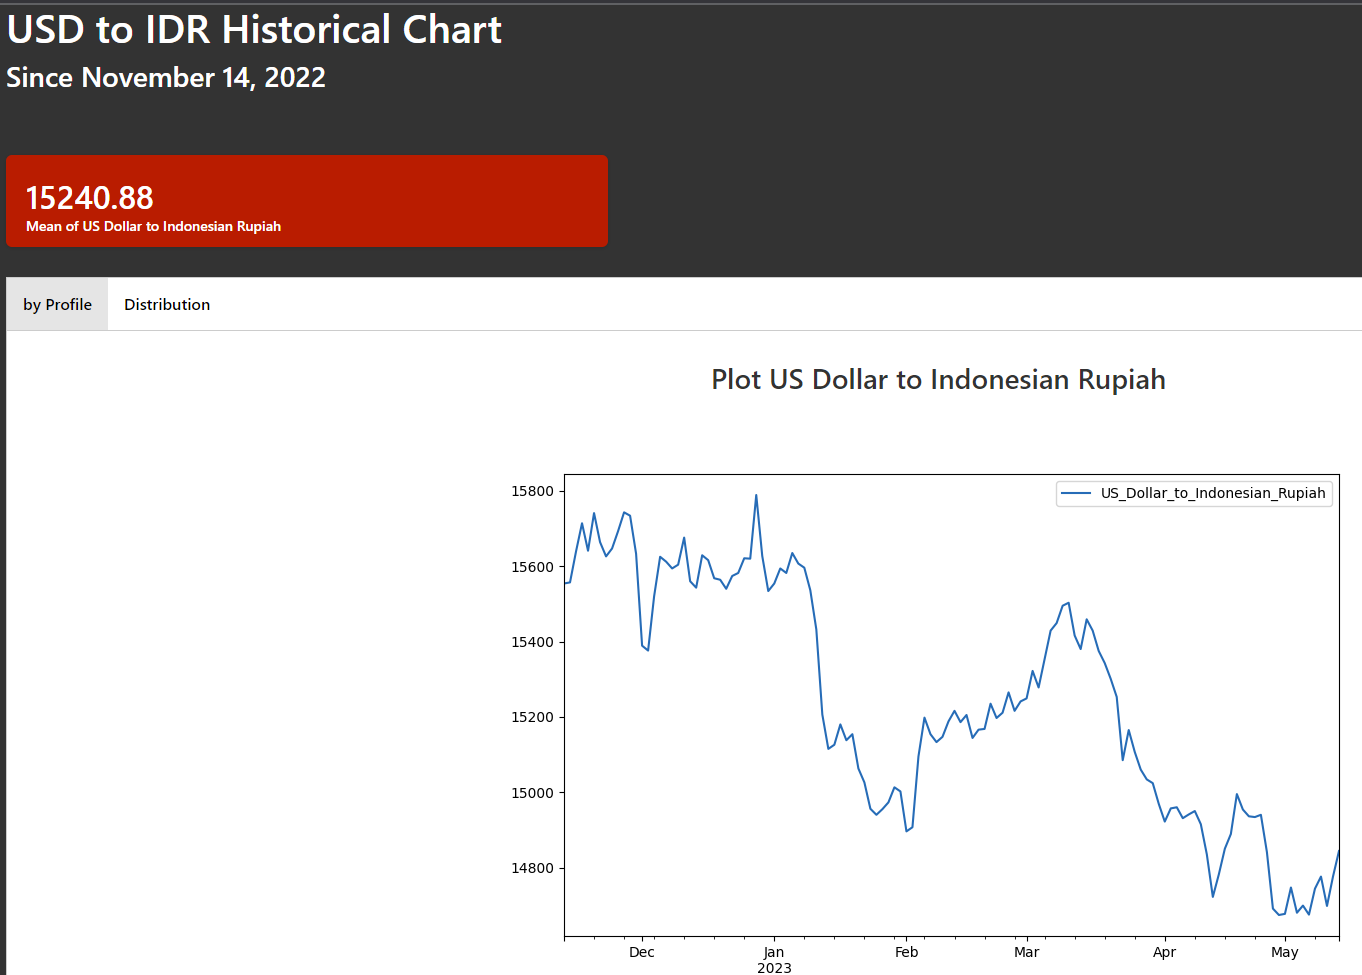 USD to IDR Historical Chart
Since November 14, 2022
15240.88
Mean of US Dollar to Indonesian Rupiah
by Profile Distribution
Plot US Dollar to Indonesian Rupiah
US_Dollar_to_Indonesian_Rupiah
15800
15600
15400
15200
15000
14800
Dec Jan Feb Mar Apr May
2023